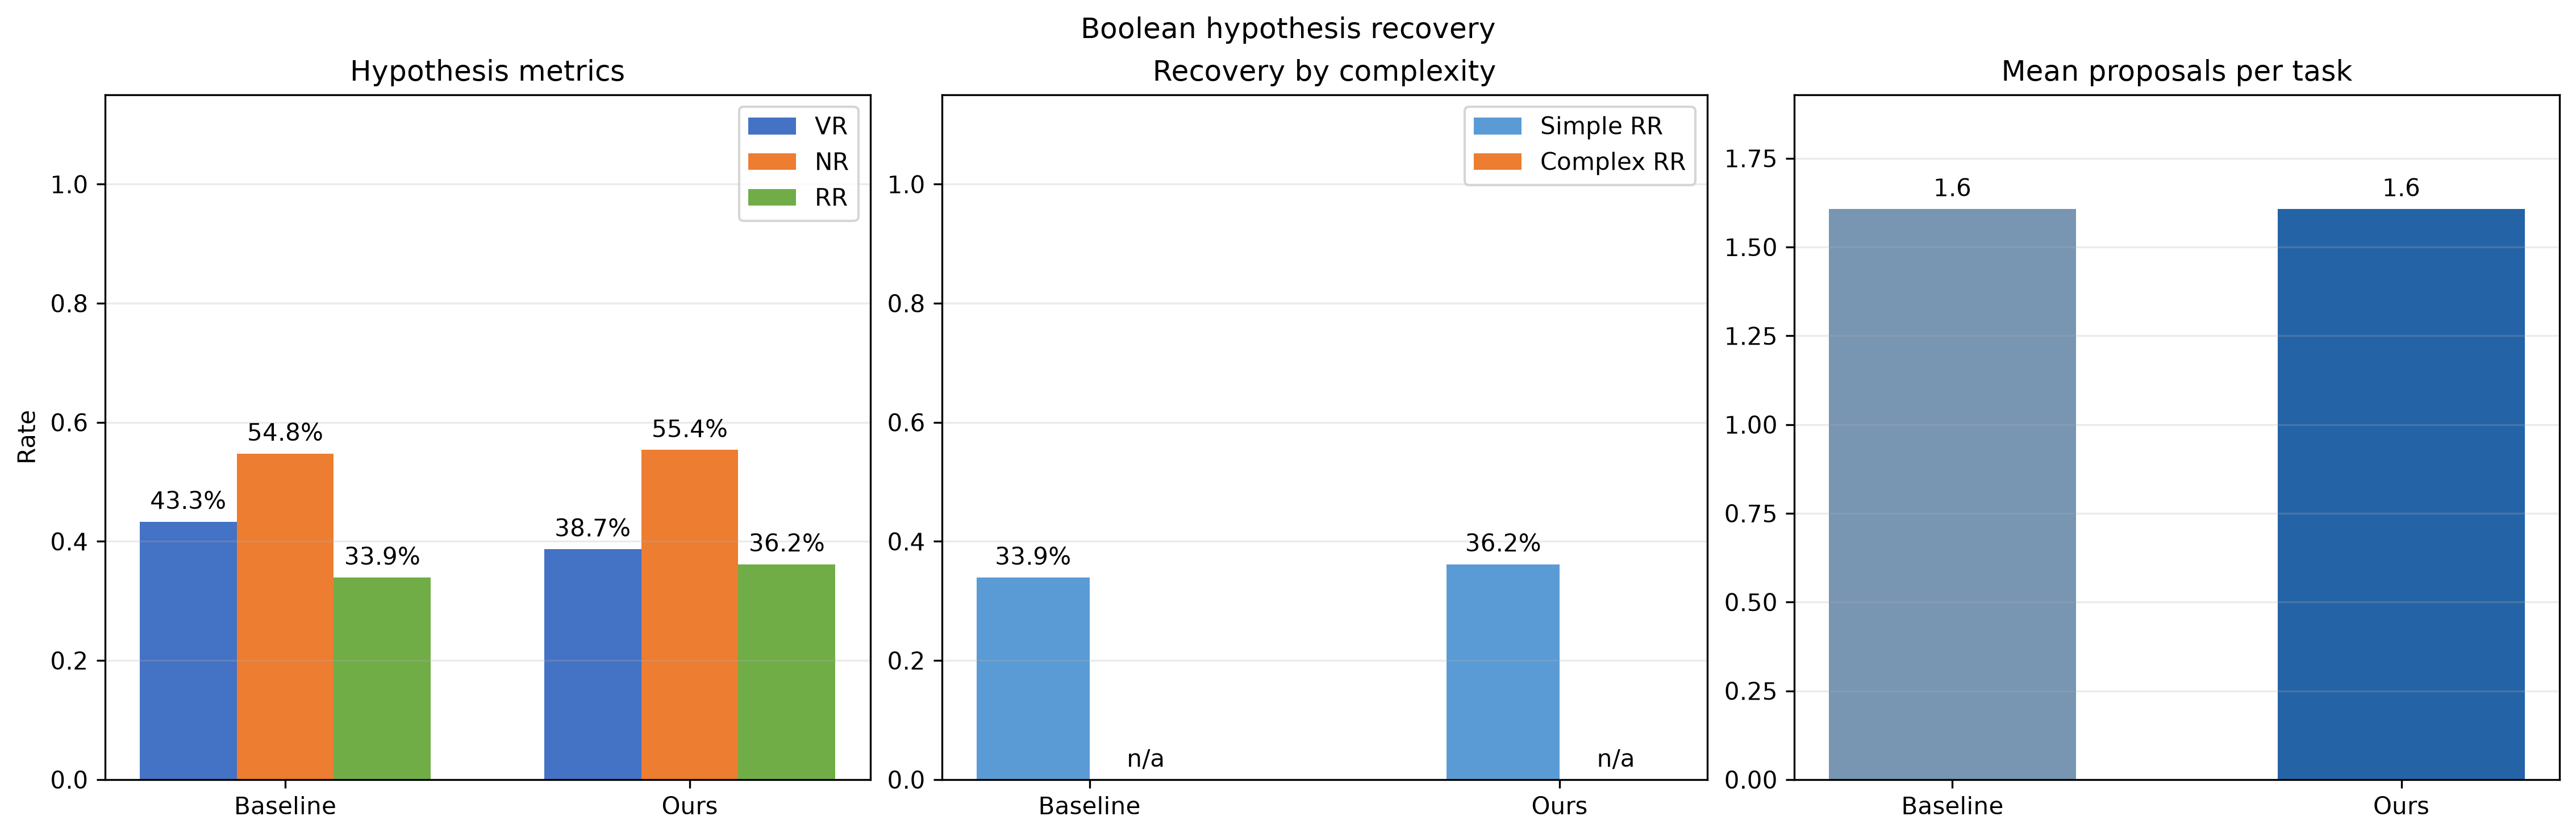 Boolean hypothesis recovery
Hypothesis metrics
Rate
1.0
0.8
0.6
0.4
0.2
0.0
VR
NR
RR
43.3%
54.8%
33.9%
38.7%
55.4%
36.2%
Baseline
Ours
Recovery by complexity
1.0
0.8
0.6
0.4
0.2
0.0
Simple RR
Complex RR
33.9%
n/a
36.2%
n/a
Baseline
Ours
Mean proposals per task
1.75
1.50
1.25
1.00
0.75
0.50
0.25
0.00
1.6
1.6
Baseline
Ours